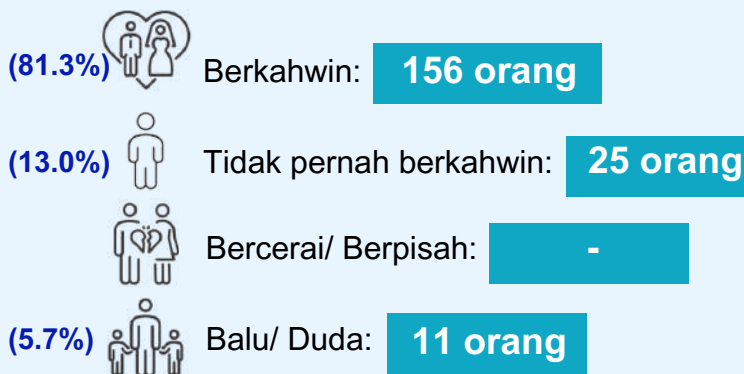 (81.3%) Berkahwin: 156 orang
(13.0%) Tidak pernah berkahwin: 25 orang
Bercerai/ Berpisah: -
(5.7%) Balu/ Duda: 11 orang